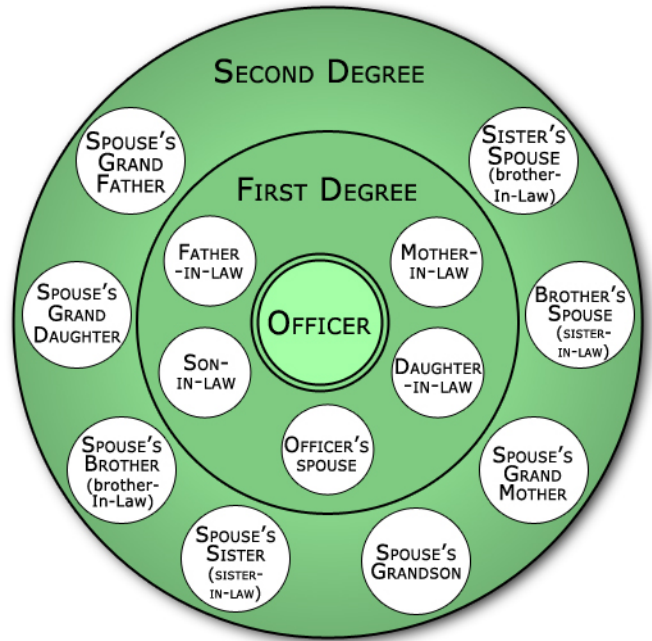 SECOND DEGREE
SPOUSE'S
GRAND
FATHER
SISTER'S
SPOUSE
(brother-
In-Law)
FIRST DEGREE
FATHER
-IN-LAW
MOTHER-
IN-LAW
SPOUSE'S
GRAND
DAUGHTER
OFFICER
BROTHER'S
SPOUSE
(SISTER-
IN-LAW)
SON-
IN-LAW
DAUGHTER
-IN-LAW
OFFICER'S
SPOUSE
SPOUSE'S
BROTHER
(brother-
In-Law)
SPOUSE'S
GRAND
MOTHER
SPOUSE'S
SISTER
(SISTER-
IN-LAW)
SPOUSE'S
GRANDSON